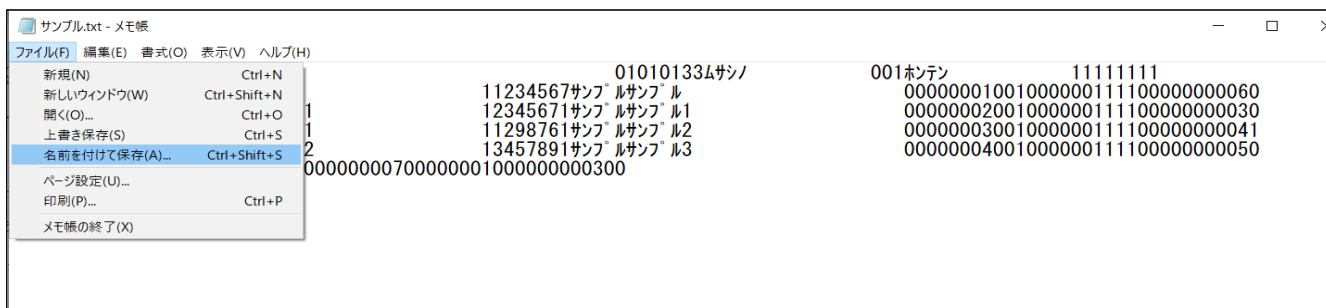 サンプル.txt - メモ帳
ファイル(F) 編集(E) 書式(O) 表示(V) ヘルプ(H)
新規(N) Ctrl+N
新しいウィンドウ(W) Ctrl+Shift+N
開く(O)... Ctrl+O
上書き保存(S) Ctrl+S
名前を付けて保存(A)... Ctrl+Shift+S
ページ設定(U)...
印刷(P)... Ctrl+P
メモ帳の終了(X)
01010133ムサシノ 001ホンテン 11111111
11234567サンプルサンプル 000000010010000001111100000000060
1 12345671サンプルサンプル1 000000020010000001111100000000030
1 11298761サンプルサンプル2 000000030010000001111100000000041
2 13457891サンプルサンプル3 000000040010000001111100000000050
00000000700000001000000000300